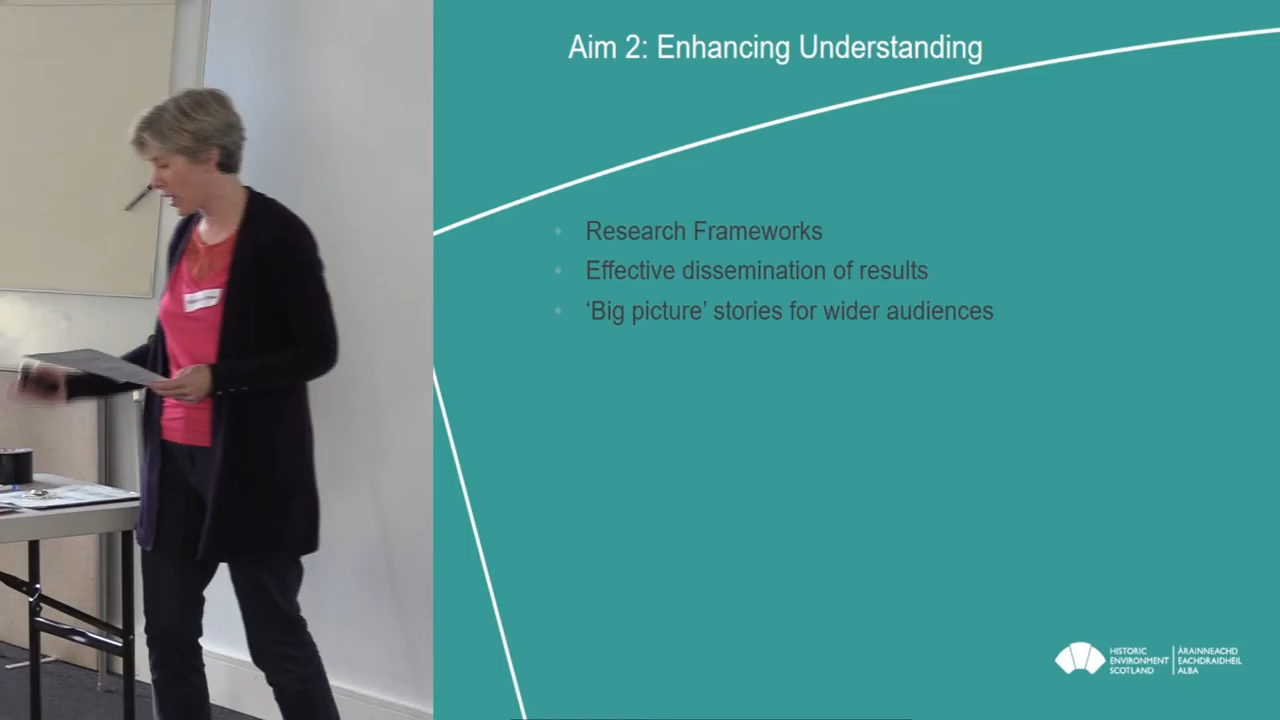 Aim 2: Enhancing Understanding
Research Frameworks
Effective dissemination of results
‘Big picture’ stories for wider audiences
HISTORIC
ENVIRONMENT
SCOTLAND
ÀRAINNEACHD
EACHDRAIDHEIL
ALBA